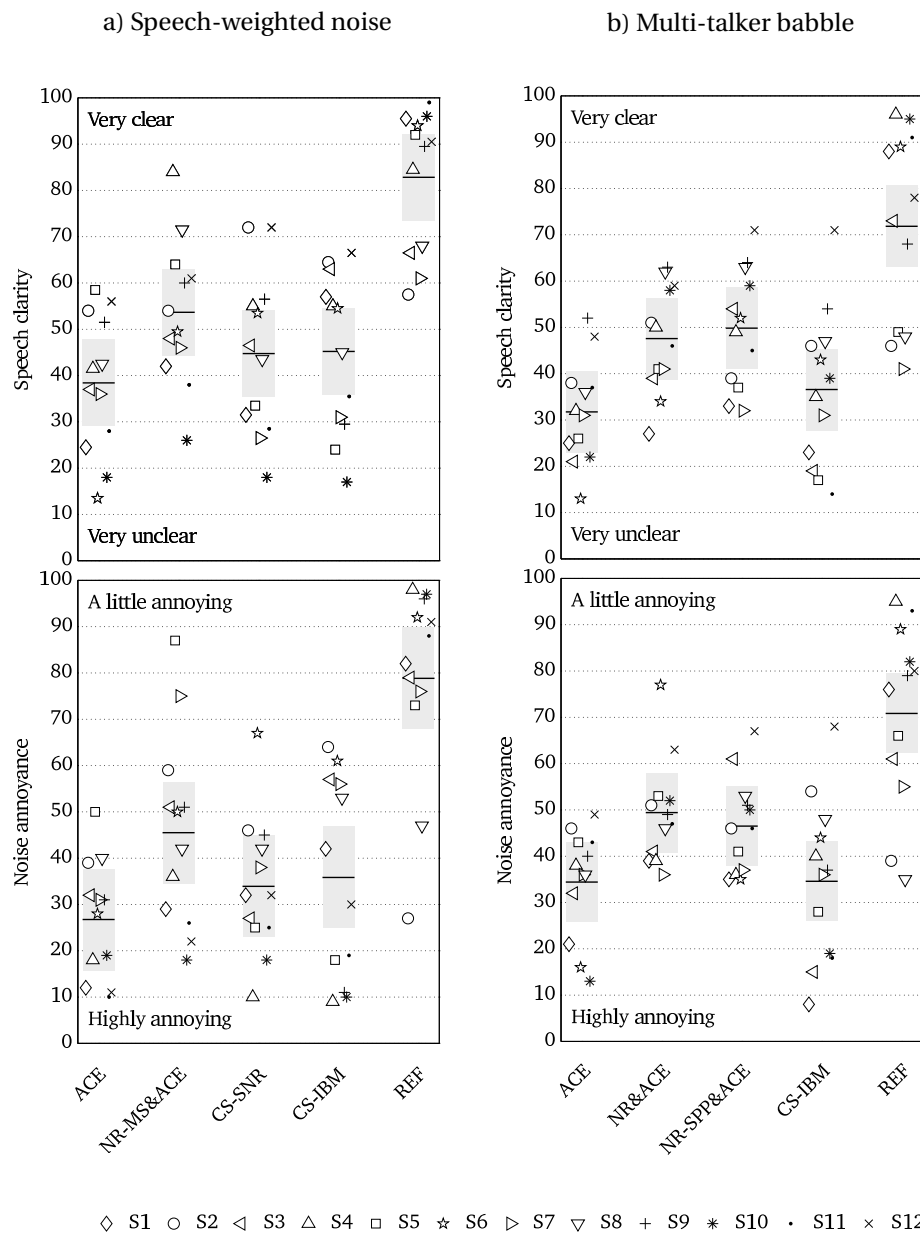 a) Speech-weighted noise
b) Multi-talker babble
Speech clarity
100
90
80
70
60
50
40
30
20
10
0
Very clear
Very unclear
Speech clarity
100
90
80
70
60
50
40
30
20
10
0
Very clear
Very unclear
Noise annoyance
100
90
80
70
60
50
40
30
20
10
0
A little annoying
Highly annoying
ACE
NR-MS&ACE
CS-SNR
CS-IBM
REF
Noise annoyance
100
90
80
70
60
50
40
30
20
10
0
A little annoying
Highly annoying
ACE
NR&ACE
NR-SPP&ACE
CS-IBM
REF
S1 S2 S3 S4 S5 S6 S7 S8 S9 S10 S11 S12